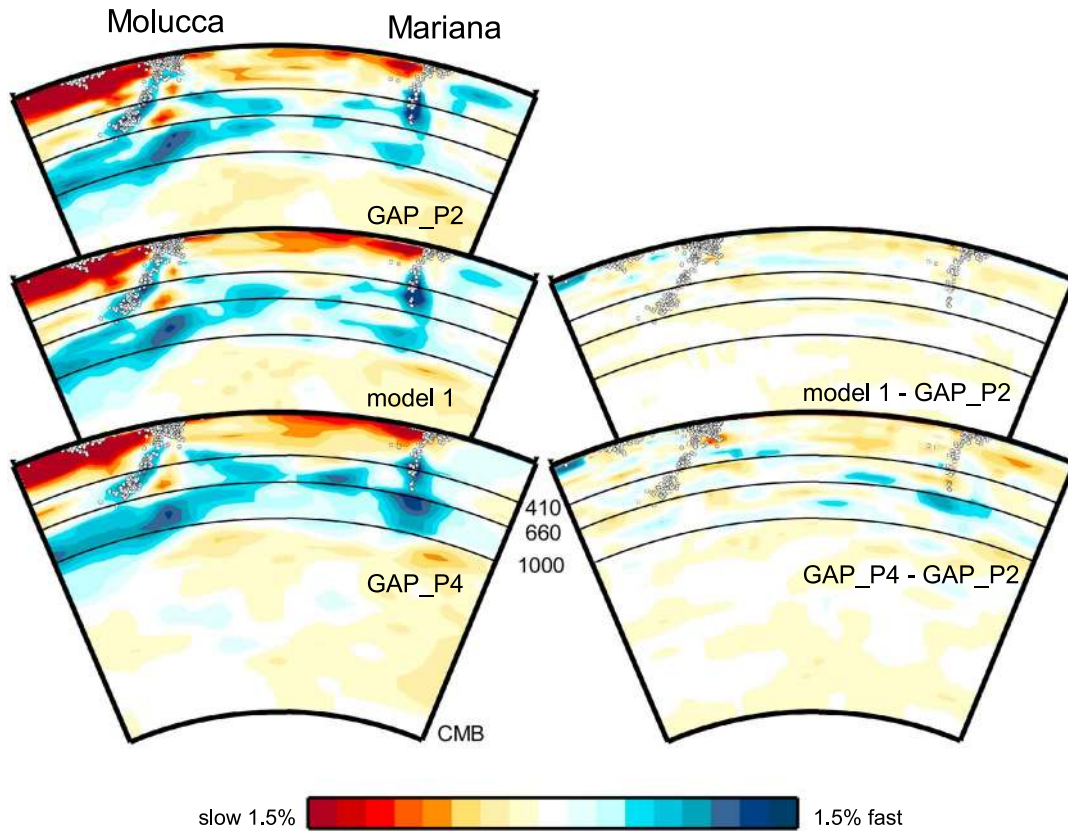 Molucca Mariana
GAP_P2
model 1
model 1 - GAP_P2
410
660
1000
GAP_P4
GAP_P4 - GAP_P2
CMB
slow 1.5% 1.5% fast